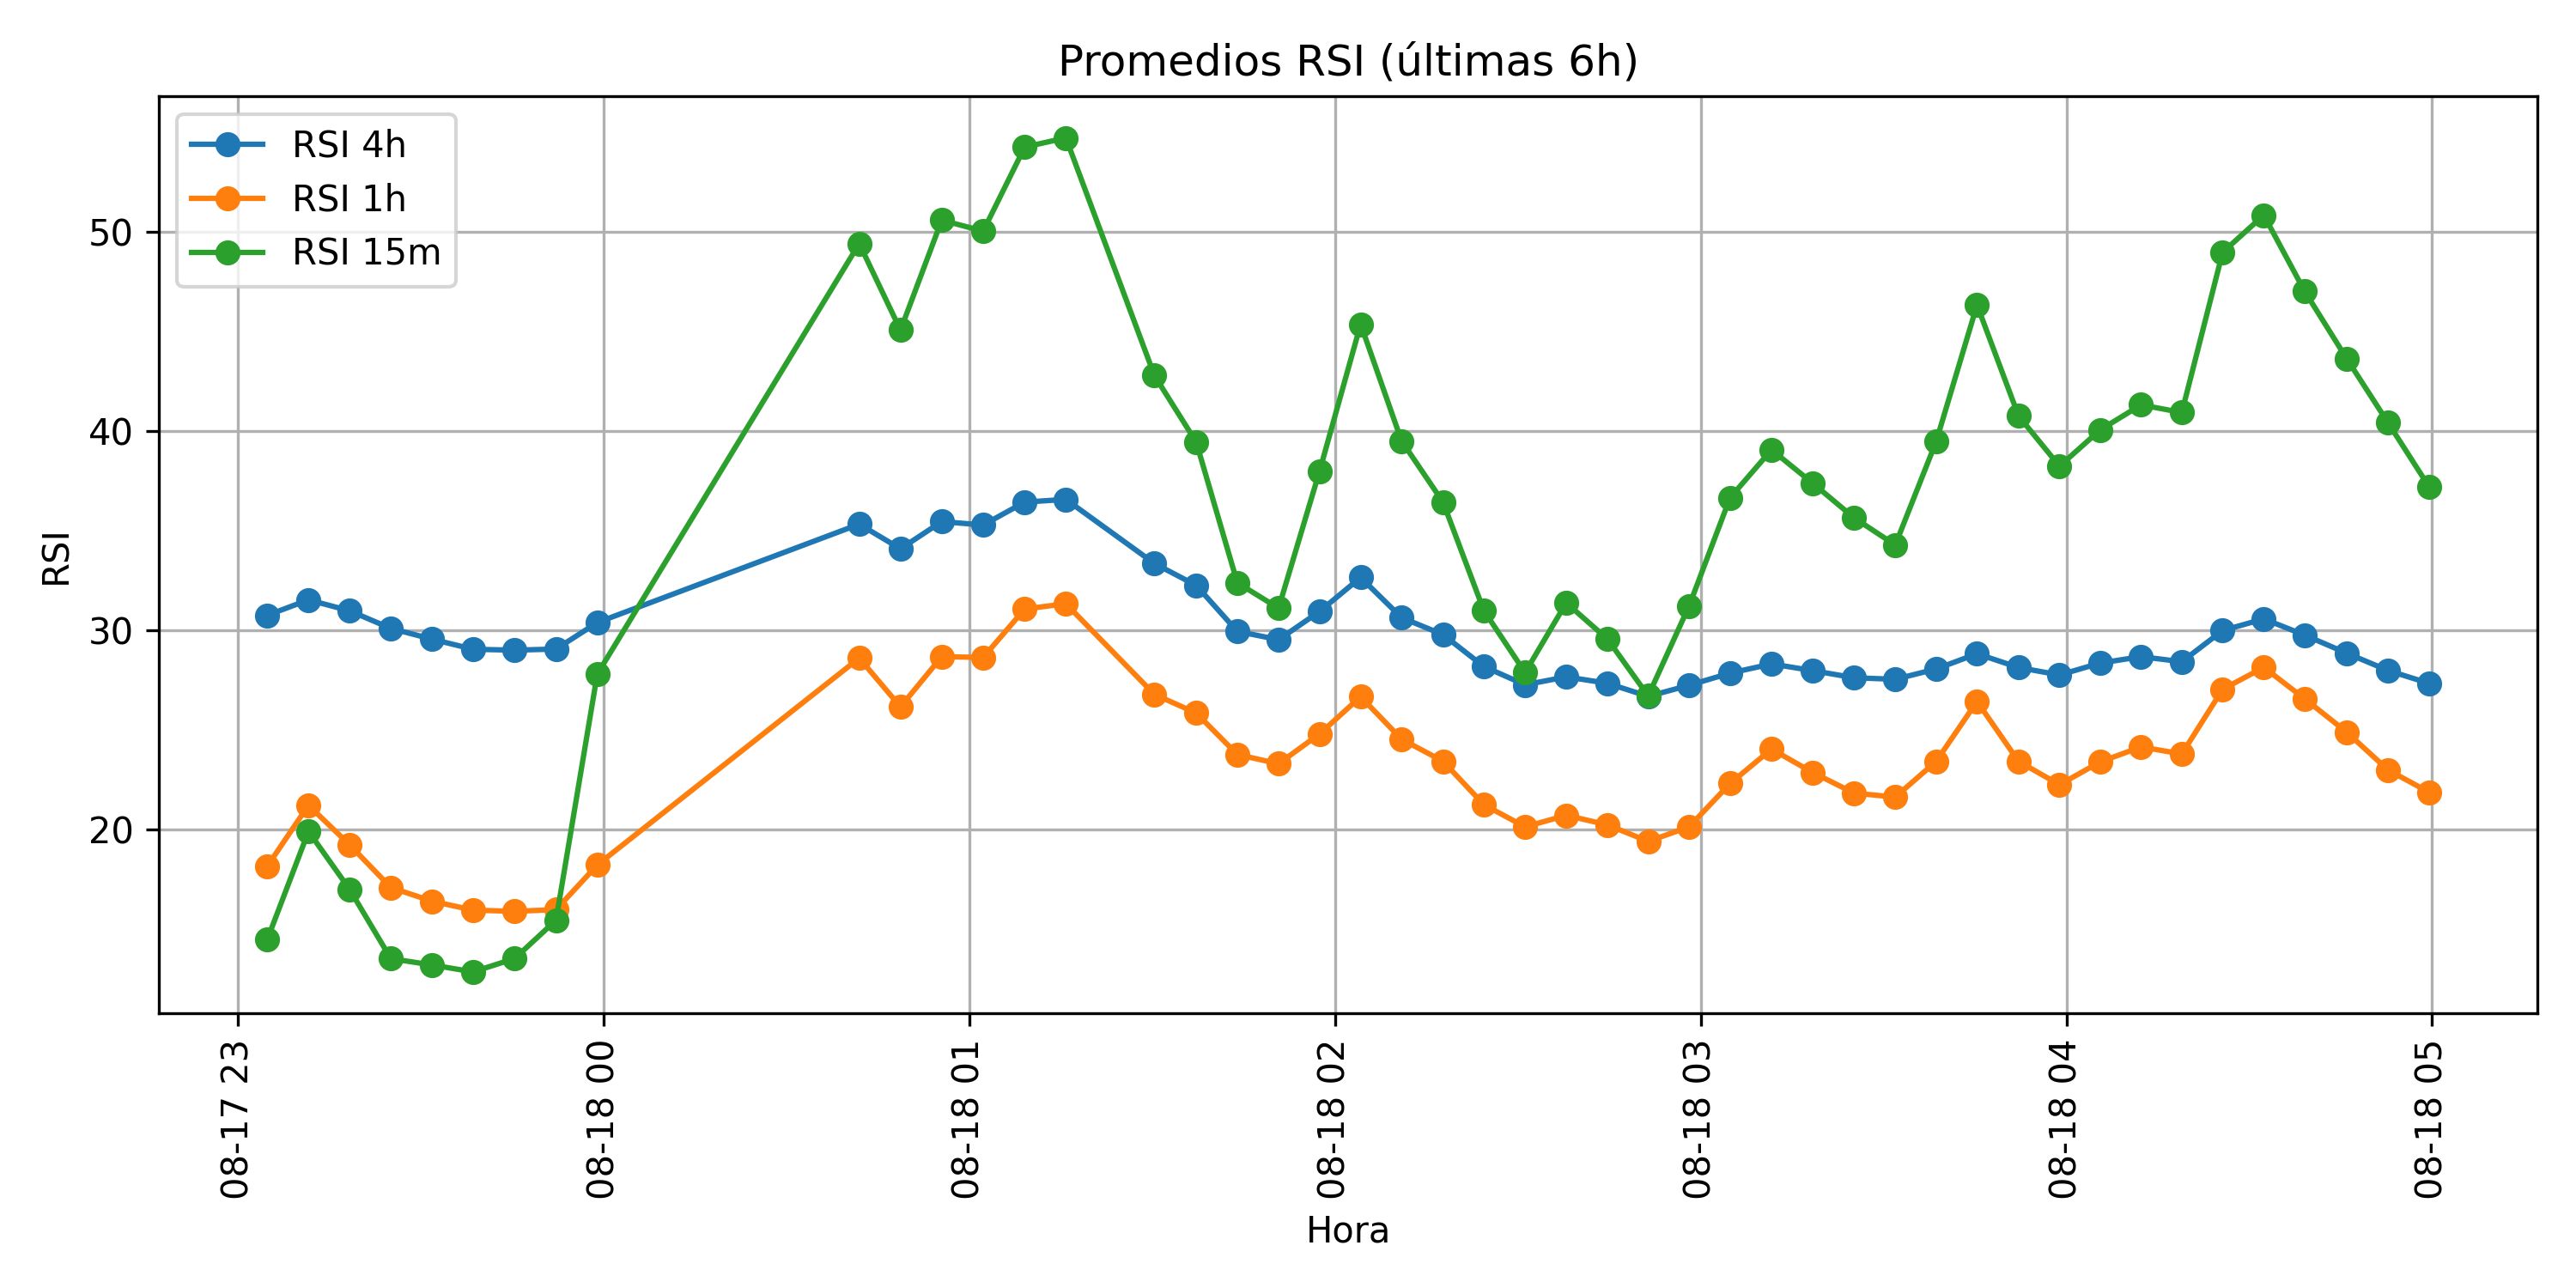 Promedios RSI (últimas 6h)
RSI 4h
RSI 1h
RSI 15m
RSI
50
40
30
20
08-17 23
08-18 00
08-18 01
08-18 02
08-18 03
08-18 04
08-18 05
Hora